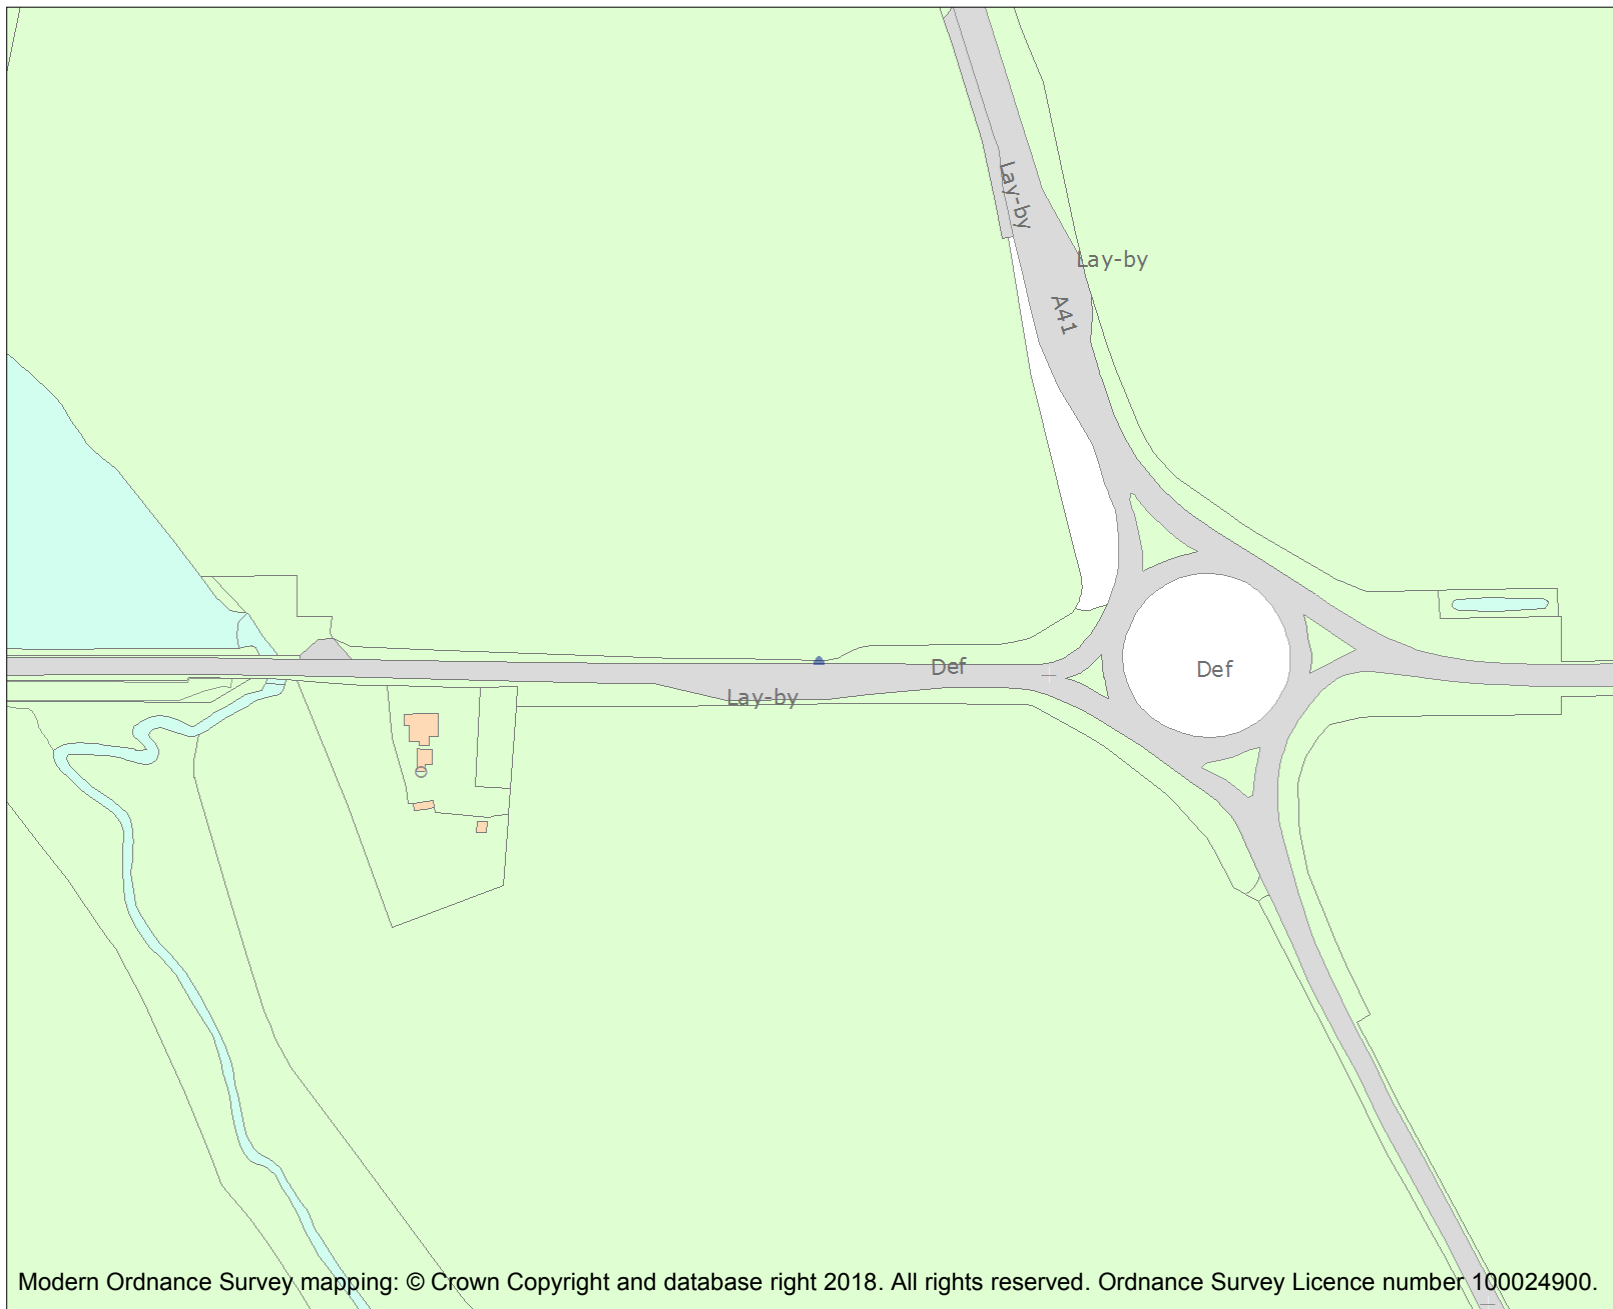 Lay-by
Lay-by
A41
Def
Def
Lay-by
Modern Ordnance Survey mapping: © Crown Copyright and database right 2018. All rights reserved. Ordnance Survey Licence number 100024900.